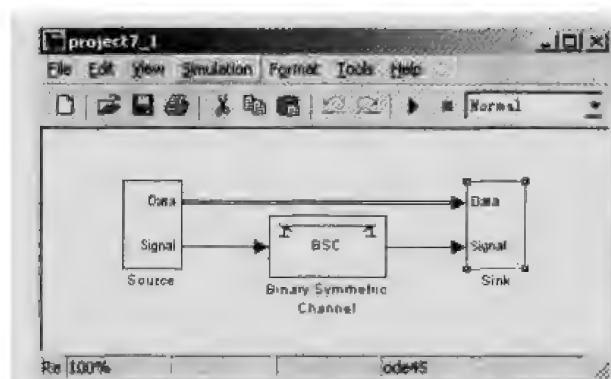 project7_1
File Edit View Simulation Format Tools Help
Normal
Data
Signal
Source
BSC
Binary Symmetric
Channel
Data
Signal
Sink
Re 100% ode45